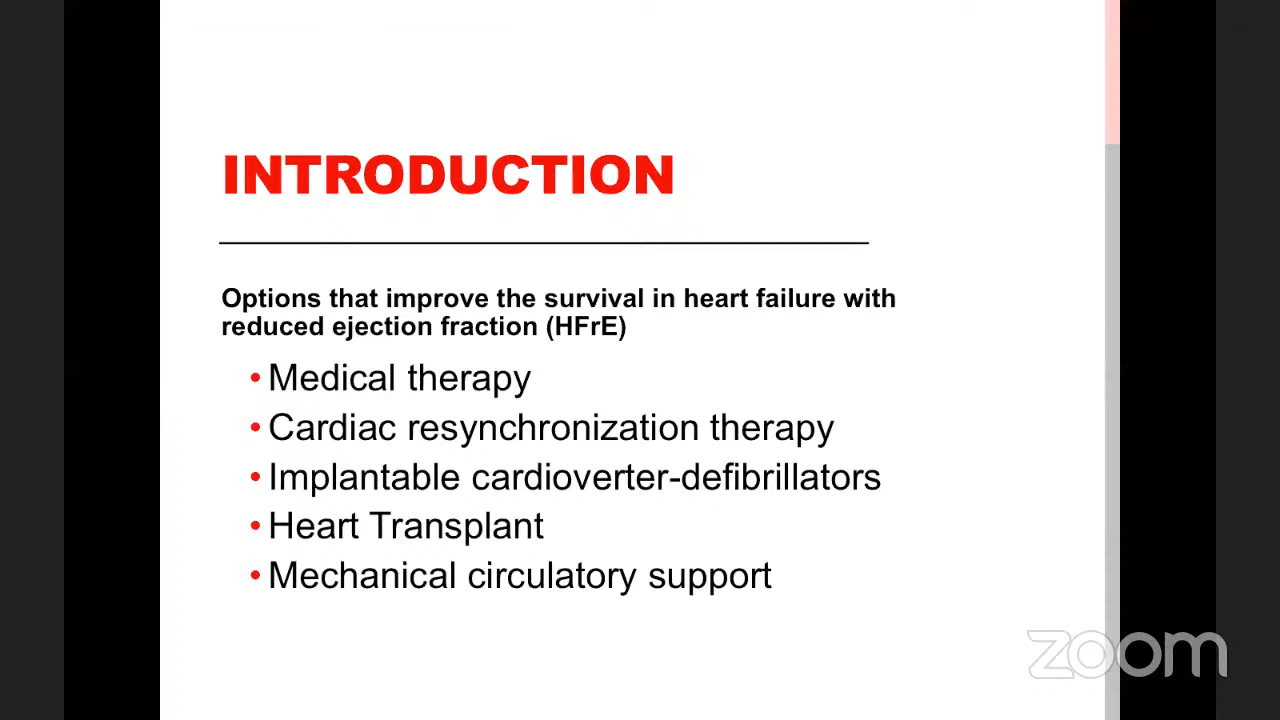 INTRODUCTION
Options that improve the survival in heart failure with
reduced ejection fraction (HFrE)
• Medical therapy
• Cardiac resynchronization therapy
• Implantable cardioverter-defibrillators
• Heart Transplant
• Mechanical circulatory support
zoom